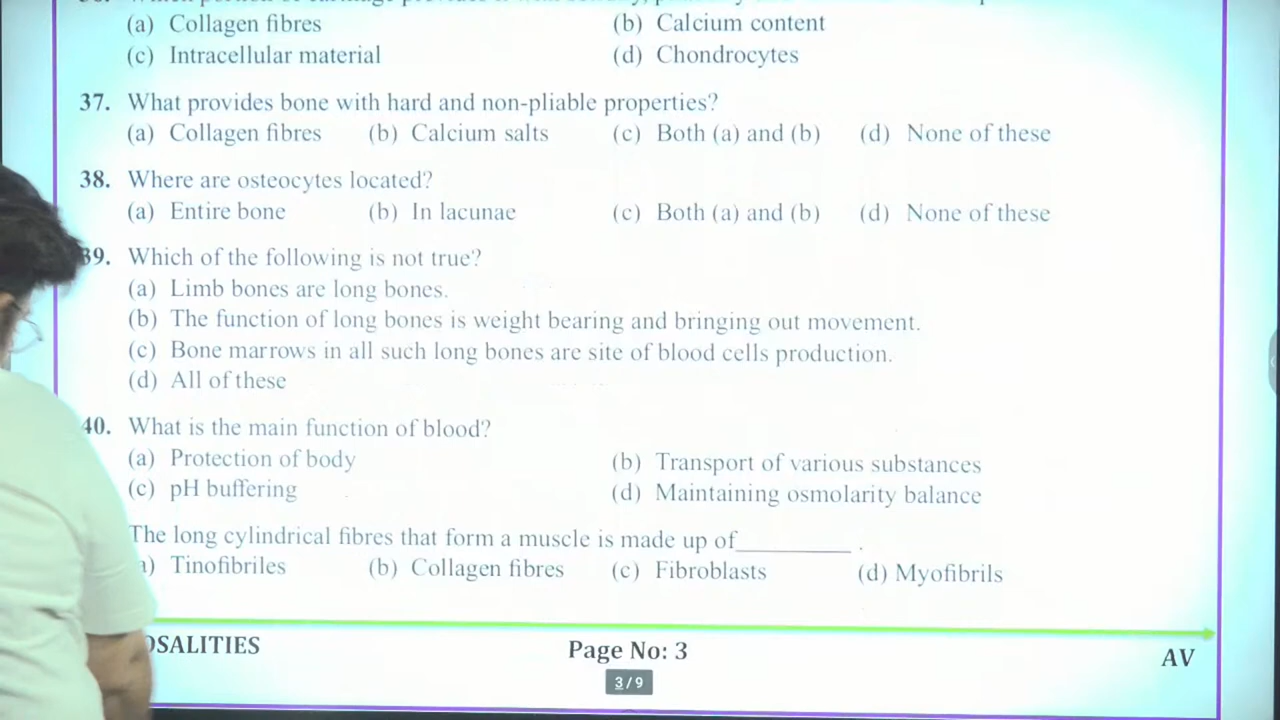 (a) Collagen fibres (b) Calcium content
(c) Intracellular material (d) Chondrocytes
37. What provides bone with hard and non-pliable properties?
(a) Collagen fibres (b) Calcium salts (c) Both (a) and (b) (d) None of these
38. Where are osteocytes located?
(a) Entire bone (b) In lacunae (c) Both (a) and (b) (d) None of these
39. Which of the following is not true?
(a) Limb bones are long bones.
(b) The function of long bones is weight bearing and bringing out movement.
(c) Bone marrows in all such long bones are site of blood cells production.
(d) All of these
40. What is the main function of blood?
(a) Protection of body (b) Transport of various substances
(c) pH buffering (d) Maintaining osmolarity balance
The long cylindrical fibres that form a muscle is made up of_________ .
a) Tinofibriles (b) Collagen fibres (c) Fibroblasts (d) Myofibrils
OSALITIES Page No: 3 AV
3/9